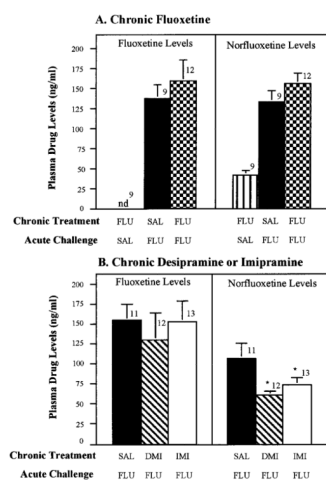 A. Chronic Fluoxetine
Plasma Drug Levels (ng/ml)
200
175
150
125
100
75
50
25
0
Fluoxetine Levels
Norfluoxetine Levels
nd 9
9
12
9
9
12
Chronic Treatment FLU SAL FLU FLU SAL FLU
Acute Challenge SAL FLU FLU SAL FLU FLU
B. Chronic Desipramine or Imipramine
Plasma Drug Levels (ng/ml)
200
175
150
125
100
75
50
25
0
Fluoxetine Levels
Norfluoxetine Levels
11
12
13
11
* 12
* 13
Chronic Treatment SAL DMI IMI SAL DMI IMI
Acute Challenge FLU FLU FLU FLU FLU FLU